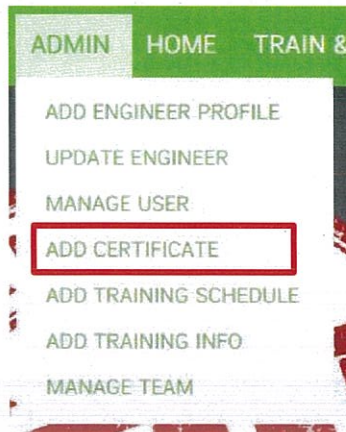 ADMIN HOME TRAIN &
ADD ENGINEER PROFILE
UPDATE ENGINEER
MANAGE USER
ADD CERTIFICATE
ADD TRAINING SCHEDULE
ADD TRAINING INFO
MANAGE TEAM